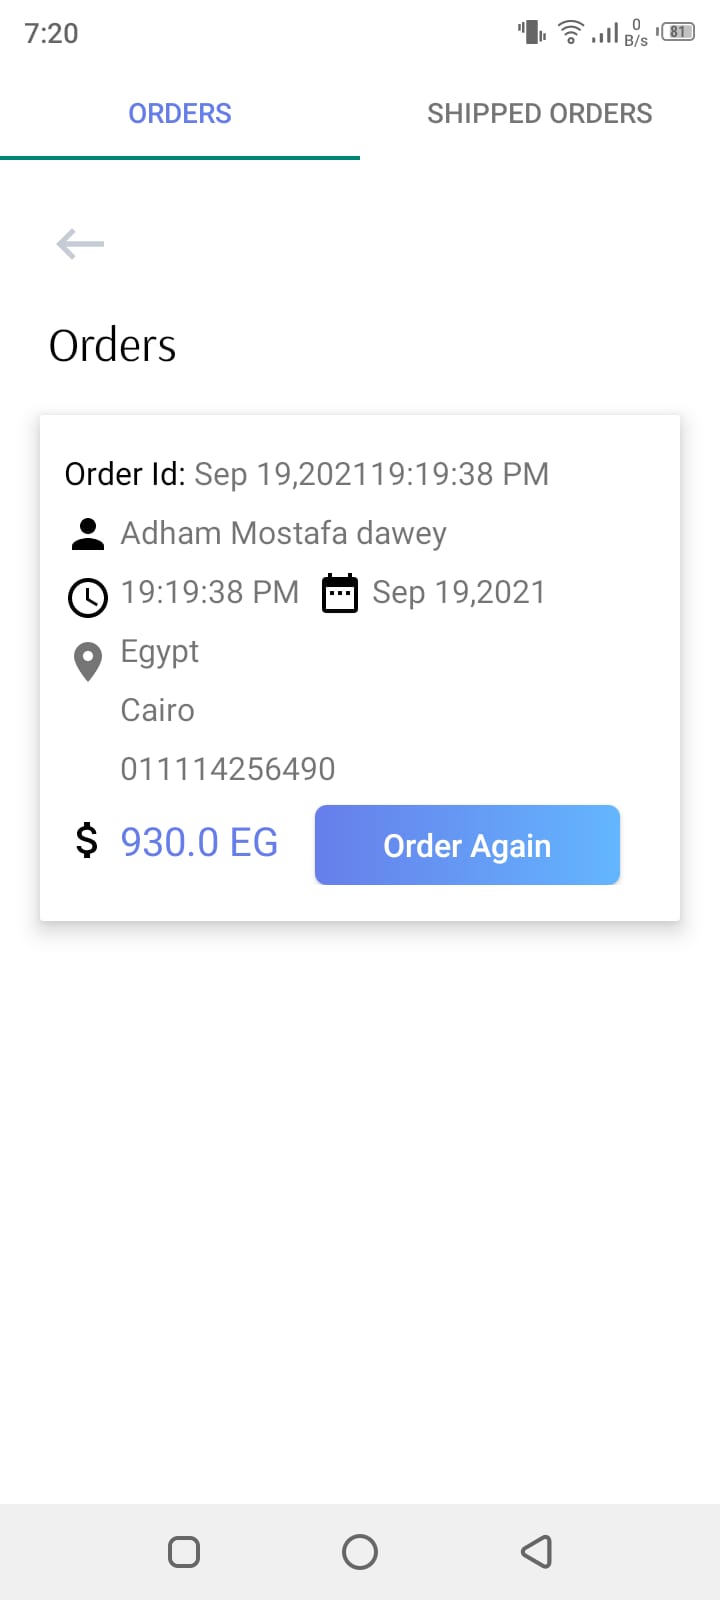 7:20
0
B/s
81
ORDERS
SHIPPED ORDERS
Orders
Order Id: Sep 19,202119:19:38 PM
Adham Mostafa dawey
19:19:38 PM Sep 19,2021
Egypt
Cairo
011114256490
$ 930.0 EG
Order Again